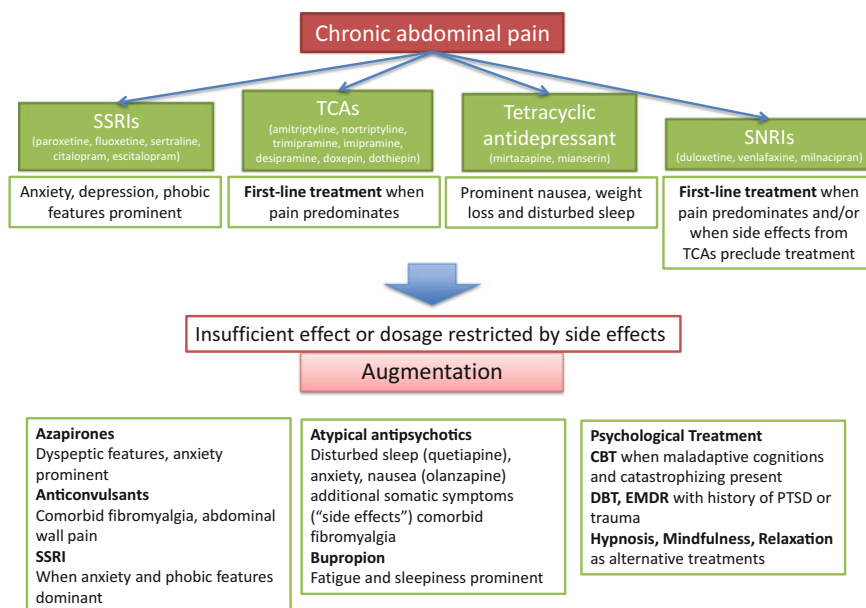 Chronic abdominal pain
SSRIs
(paroxetine, fluoxetine, sertraline,
citalopram, escitalopram)
Anxiety, depression, phobic
features prominent
TCAs
(amitriptyline, nortriptyline,
trimipramine, imipramine,
desipramine, doxepin, dothiepin)
First-line treatment when
pain predominates
Tetracyclic
antidepressant
(mirtazapine, mianserin)
Prominent nausea, weight
loss and disturbed sleep
SNRIs
(duloxetine, venlafaxine, milnacipran)
First-line treatment when
pain predominates and/or
when side effects from
TCAs preclude treatment
Insufficient effect or dosage restricted by side effects
Augmentation
Azapirones
Dyspeptic features, anxiety
prominent
Anticonvulsants
Comorbid fibromyalgia, abdominal
wall pain
SSRI
When anxiety and phobic features
dominant
Atypical antipsychotics
Disturbed sleep (quetiapine),
anxiety, nausea (olanzapine)
additional somatic symptoms
(“side effects”) comorbid
fibromyalgia
Bupropion
Fatigue and sleepiness prominent
Psychological Treatment
CBT when maladaptive cognitions
and catastrophizing present
DBT, EMDR with history of PTSD or
trauma
Hypnosis, Mindfulness, Relaxation
as alternative treatments